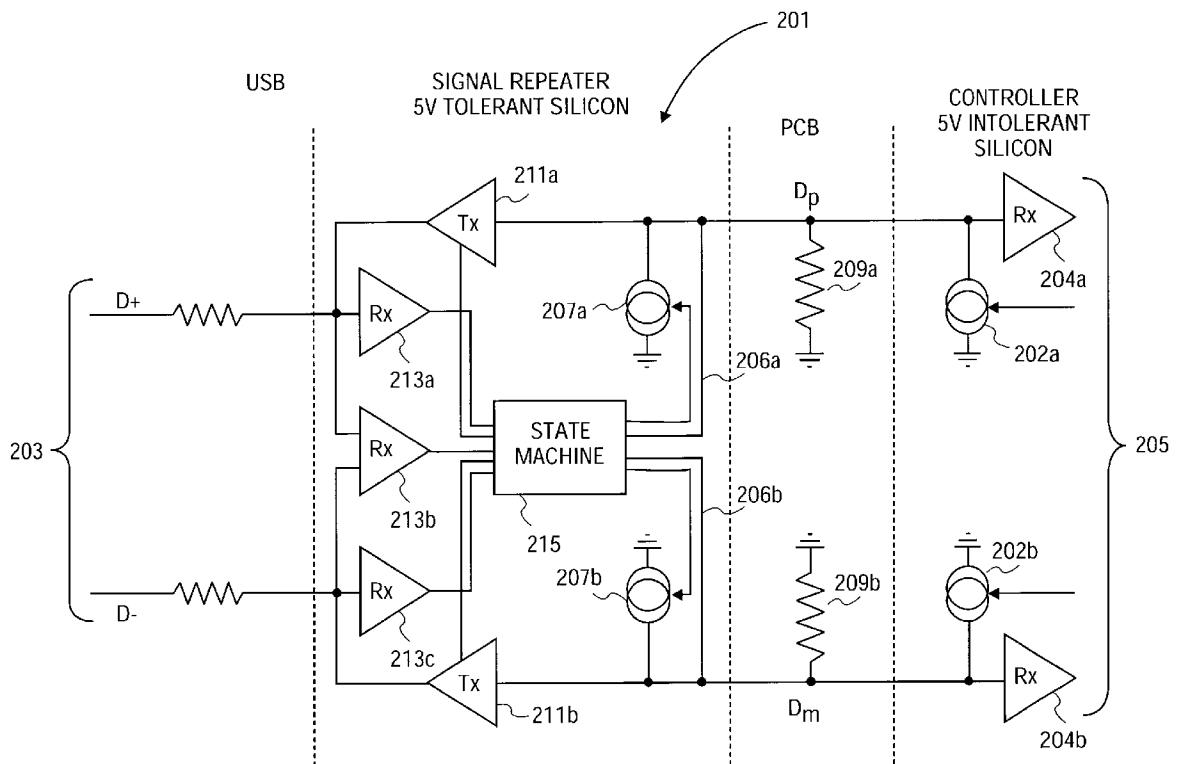 201
USB
SIGNAL REPEATER
5V TOLERANT SILICON
PCB
CONTROLLER
5V INTOLERANT
SILICON
211a
Tx
Dp
Rx
204a
209a
D+
Rx
207a
202a
213a
206a
203
Rx
STATE
MACHINE
205
213b
206b
215
207b
209b
202b
D-
Rx
213c
Tx
Rx
211b
Dm
204b